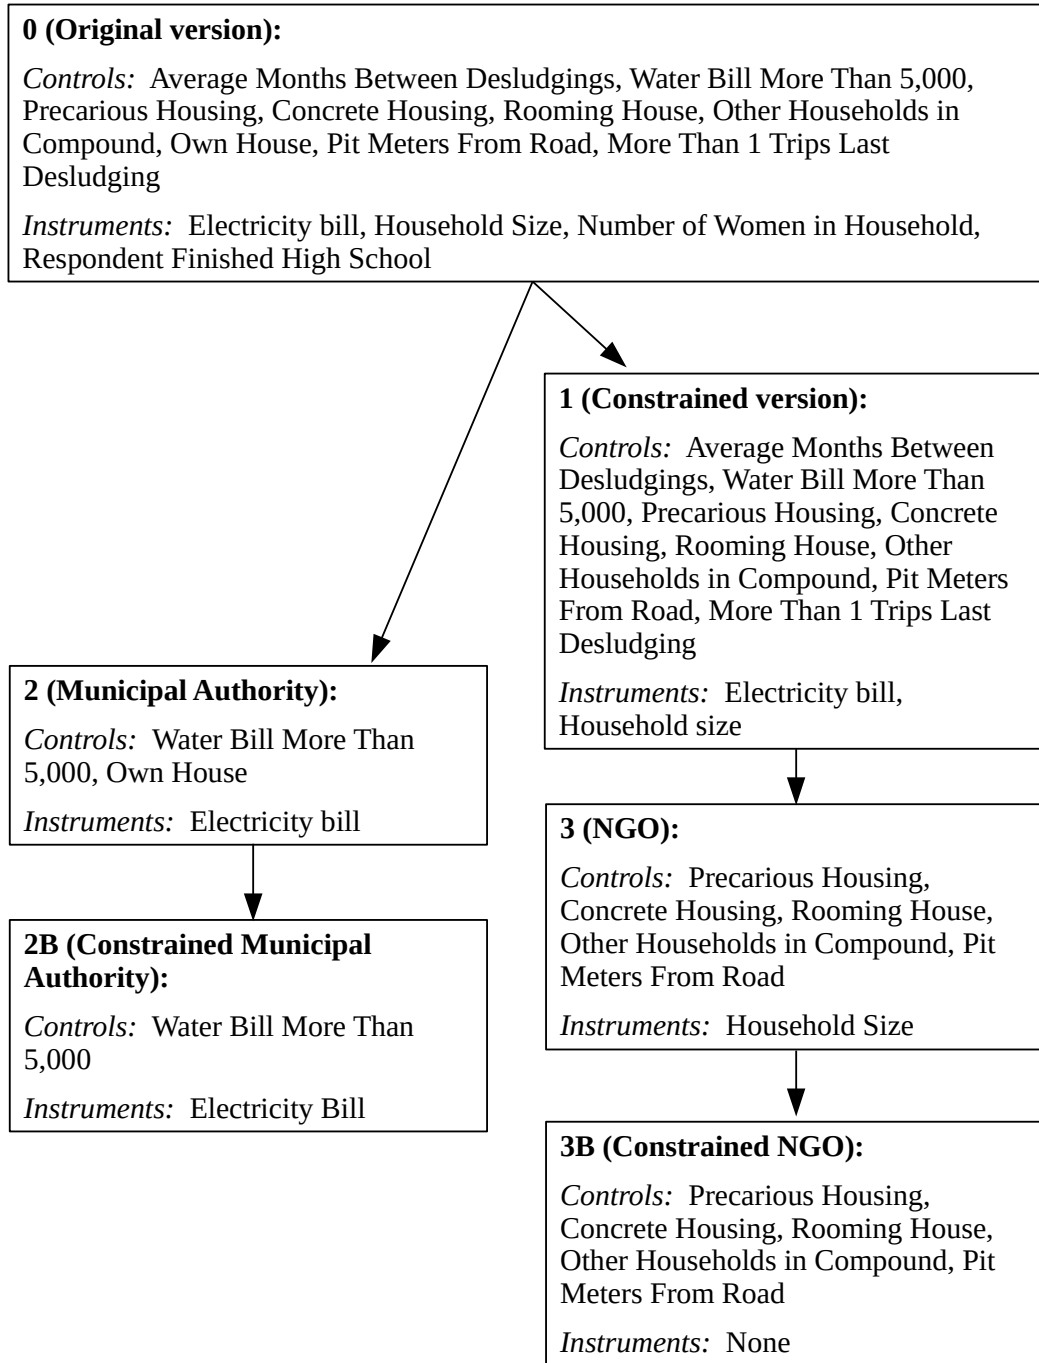 0 (Original version):
Controls: Average Months Between Desludgings, Water Bill More Than 5,000,
Precarious Housing, Concrete Housing, Rooming House, Other Households in
Compound, Own House, Pit Meters From Road, More Than 1 Trips Last
Desludging
Instruments: Electricity bill, Household Size, Number of Women in Household,
Respondent Finished High School
1 (Constrained version):
Controls: Average Months Between
Desludgings, Water Bill More Than
5,000, Precarious Housing, Concrete
Housing, Rooming House, Other
Households in Compound, Pit Meters
From Road, More Than 1 Trips Last
Desludging
Instruments: Electricity bill,
Household size
2 (Municipal Authority):
Controls: Water Bill More Than
5,000, Own House
Instruments: Electricity bill
3 (NGO):
Controls: Precarious Housing,
Concrete Housing, Rooming House,
Other Households in Compound, Pit
Meters From Road
Instruments: Household Size
2B (Constrained Municipal
Authority):
Controls: Water Bill More Than
5,000
Instruments: Electricity Bill
3B (Constrained NGO):
Controls: Precarious Housing,
Concrete Housing, Rooming House,
Other Households in Compound, Pit
Meters From Road
Instruments: None